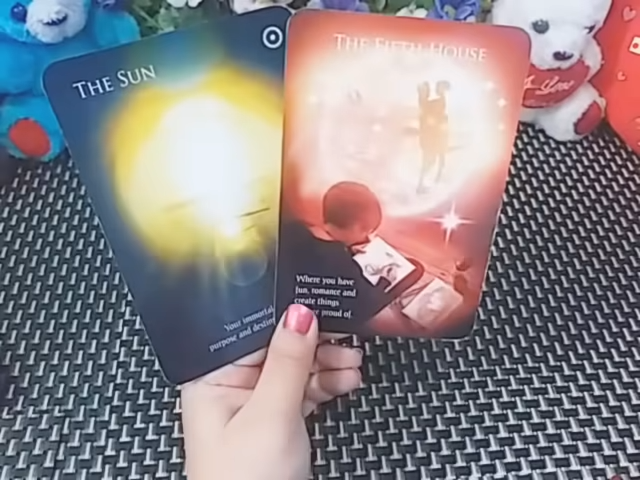 THE SUN
Your immortal
purpose and destiny
THE FIFTH HOUSE
Where you have
fun, romance and
create things
proud of.
Love